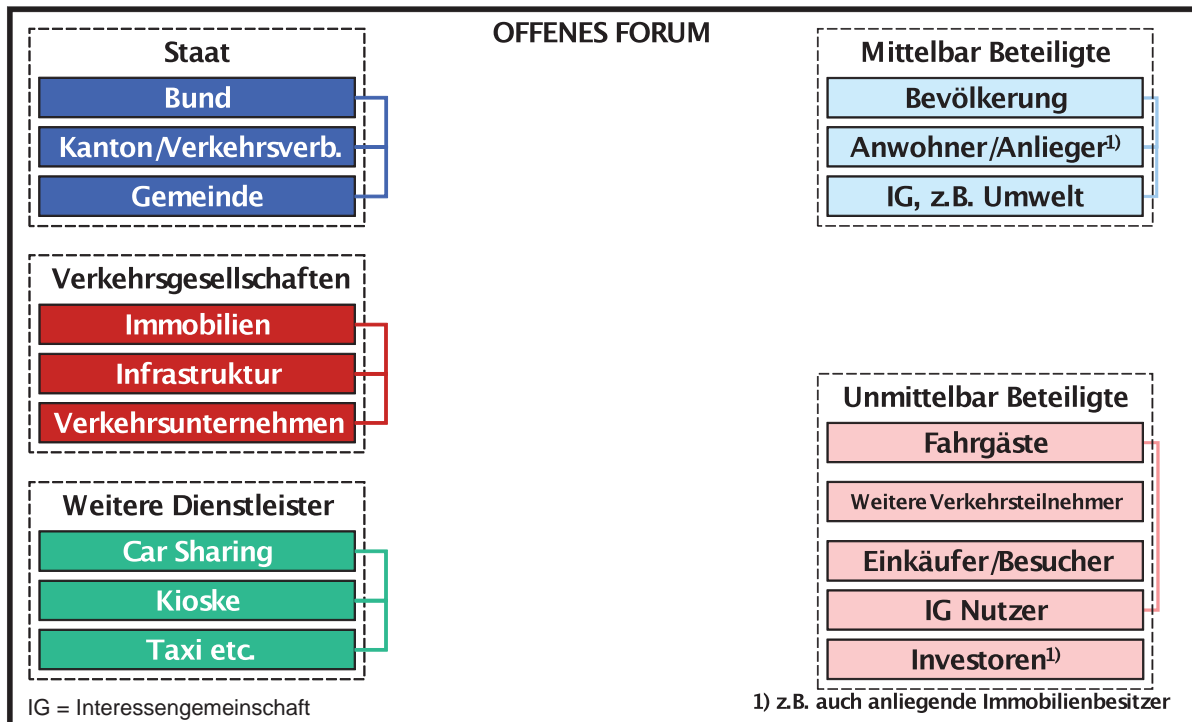 OFFENES FORUM
Staat
Bund
Kanton/Verkehrsverb.
Gemeinde
Verkehrsgesellschaften
Immobilien
Infrastruktur
Verkehrsunternehmen
Weitere Dienstleister
Car Sharing
Kioske
Taxi etc.
IG = Interessengemeinschaft
Mittelbar Beteiligte
Bevölkerung
Anwohner/Anlieger1)
IG, z.B. Umwelt
Unmittelbar Beteiligte
Fahrgäste
Weitere Verkehrsteilnehmer
Einkäufer/Besucher
IG Nutzer
Investoren1)
1) z.B. auch anliegende Immobilienbesitzer